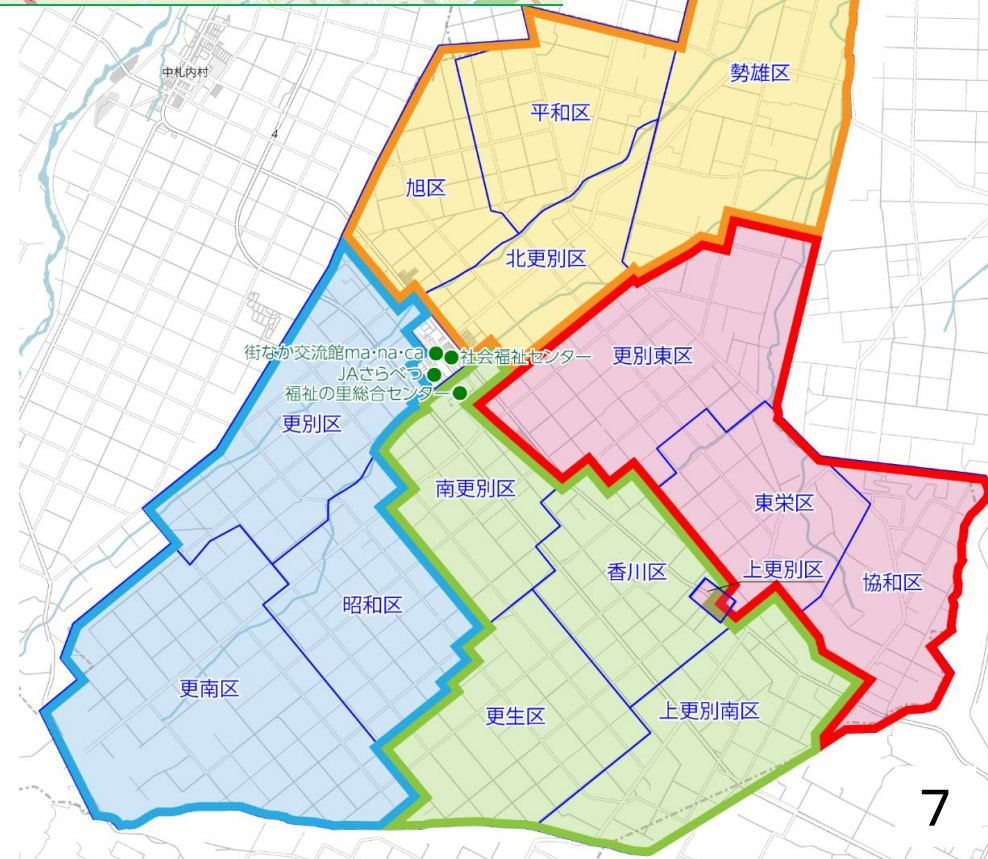 中札内村
4
勢雄区
平和区
旭区
北更別区
街なか交流館ma・na・ca
社会福祉センター
JAさらべつ
福祉の里総合センター
更別東区
更別区
南更別区
東栄区
香川区
上更別区
協和区
昭和区
更南区
更生区
上更別南区
7